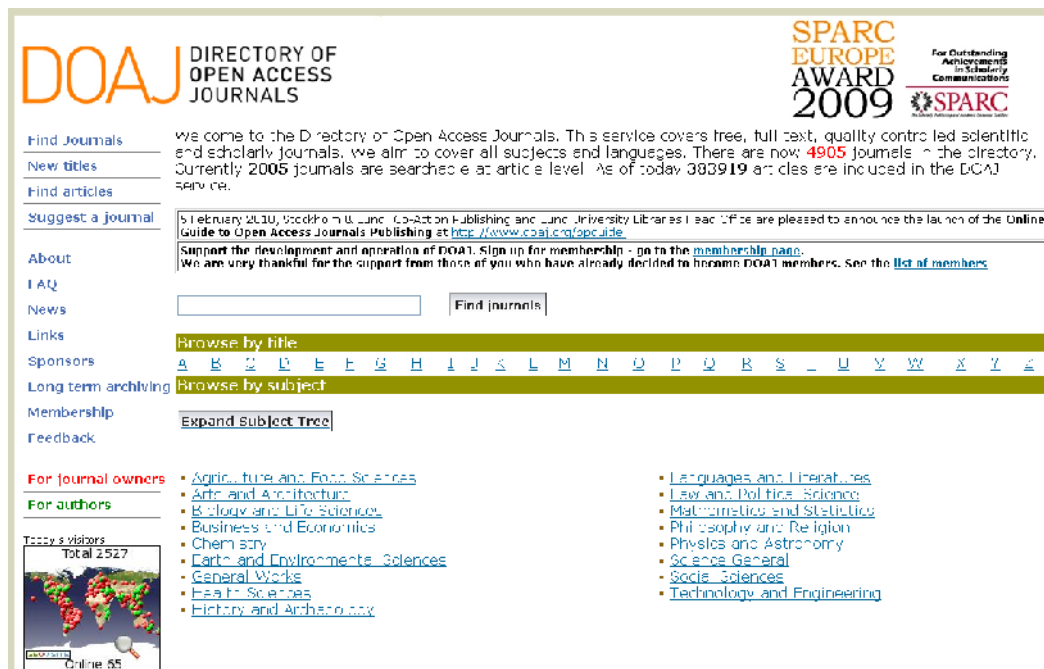 DOAJ DIRECTORY OF
OPEN ACCESS
JOURNALS
SPARC
EUROPE
AWARD
2009
For Outstanding
Achievements
in Scholarly
Communications
SPARC
Find Journals
New titles
Find articles
Suggest a journal
About
FAQ
News
Links
Sponsors
Long term archiving
Membership
Feedback
For journal owners
For authors
Today's visitors
Total 2527
Online 65
Welcome to the Directory of Open Access Journals. This service covers free, full text, quality controlled scientific
and scholarly journals. We aim to cover all subjects and languages. There are now 4905 journals in the directory.
Currently 2005 journals are searchable at article level. As of today 383919 articles are included in the DOAJ
service.
5 February 2010, Stockholm & Lund, Co-Action Publishing and Lund University Libraries Head Office are pleased to announce the launch of the Online
Guide to Open Access Journals Publishing at http://www.doaj.org/opguide
Support the development and operation of DOAJ. Sign up for membership - go to the membership page.
We are very thankful for the support from those of you who have already decided to become DOAJ members. See the list of members
Find journals
Browse by title
A B C D E F G H I J K L M N O P Q R S T U V W X Y Z
Browse by subject
Expand Subject Tree
Agriculture and Food Sciences
Arts and Architecture
Biology and Life Sciences
Business and Economics
Chemistry
Earth and Environmental Sciences
General Works
Health Sciences
History and Archaeology
Languages and Literatures
Law and Political Science
Mathematics and Statistics
Philosophy and Religion
Physics and Astronomy
Science General
Social Sciences
Technology and Engineering